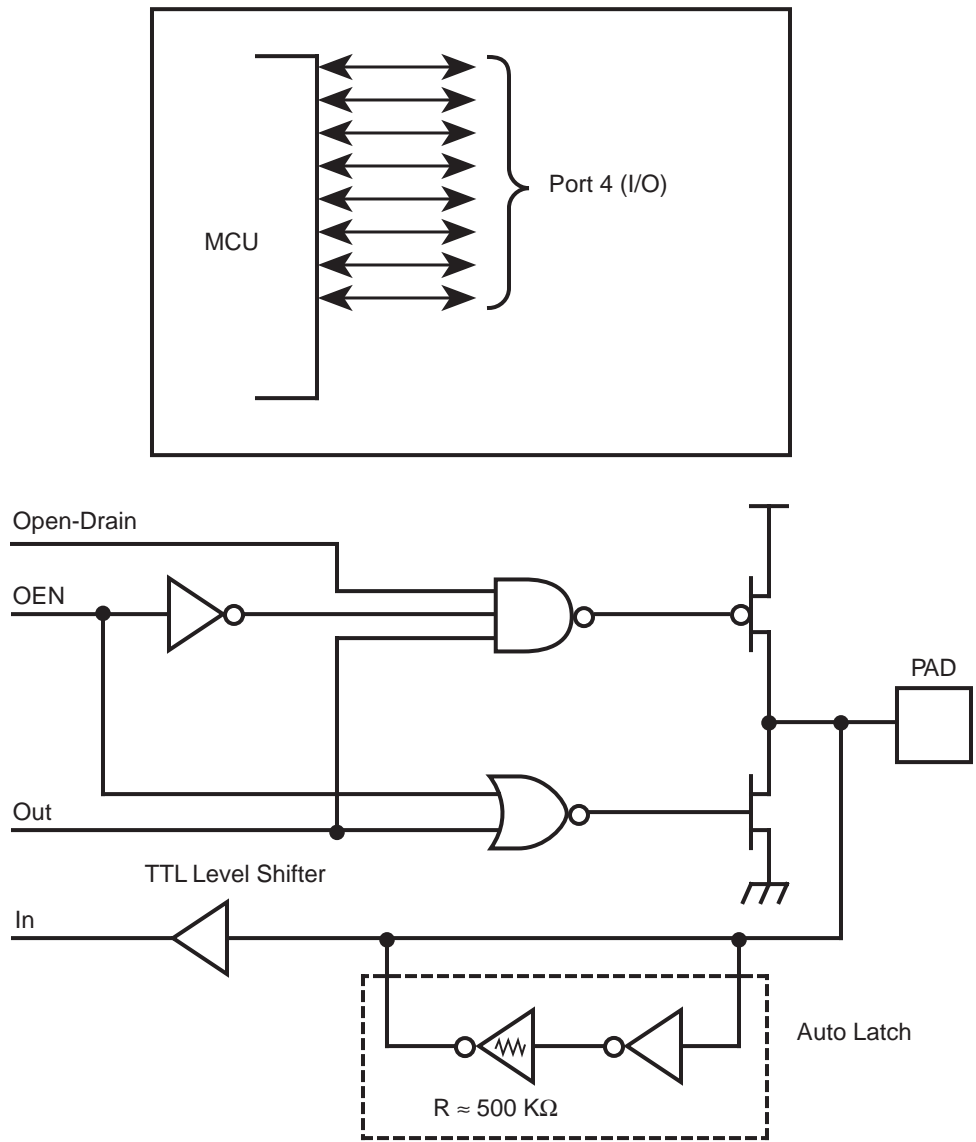 MCU
Port 4 (I/O)
Open-Drain
OEN
PAD
Out
TTL Level Shifter
In
Auto Latch
R ≈ 500 KΩ